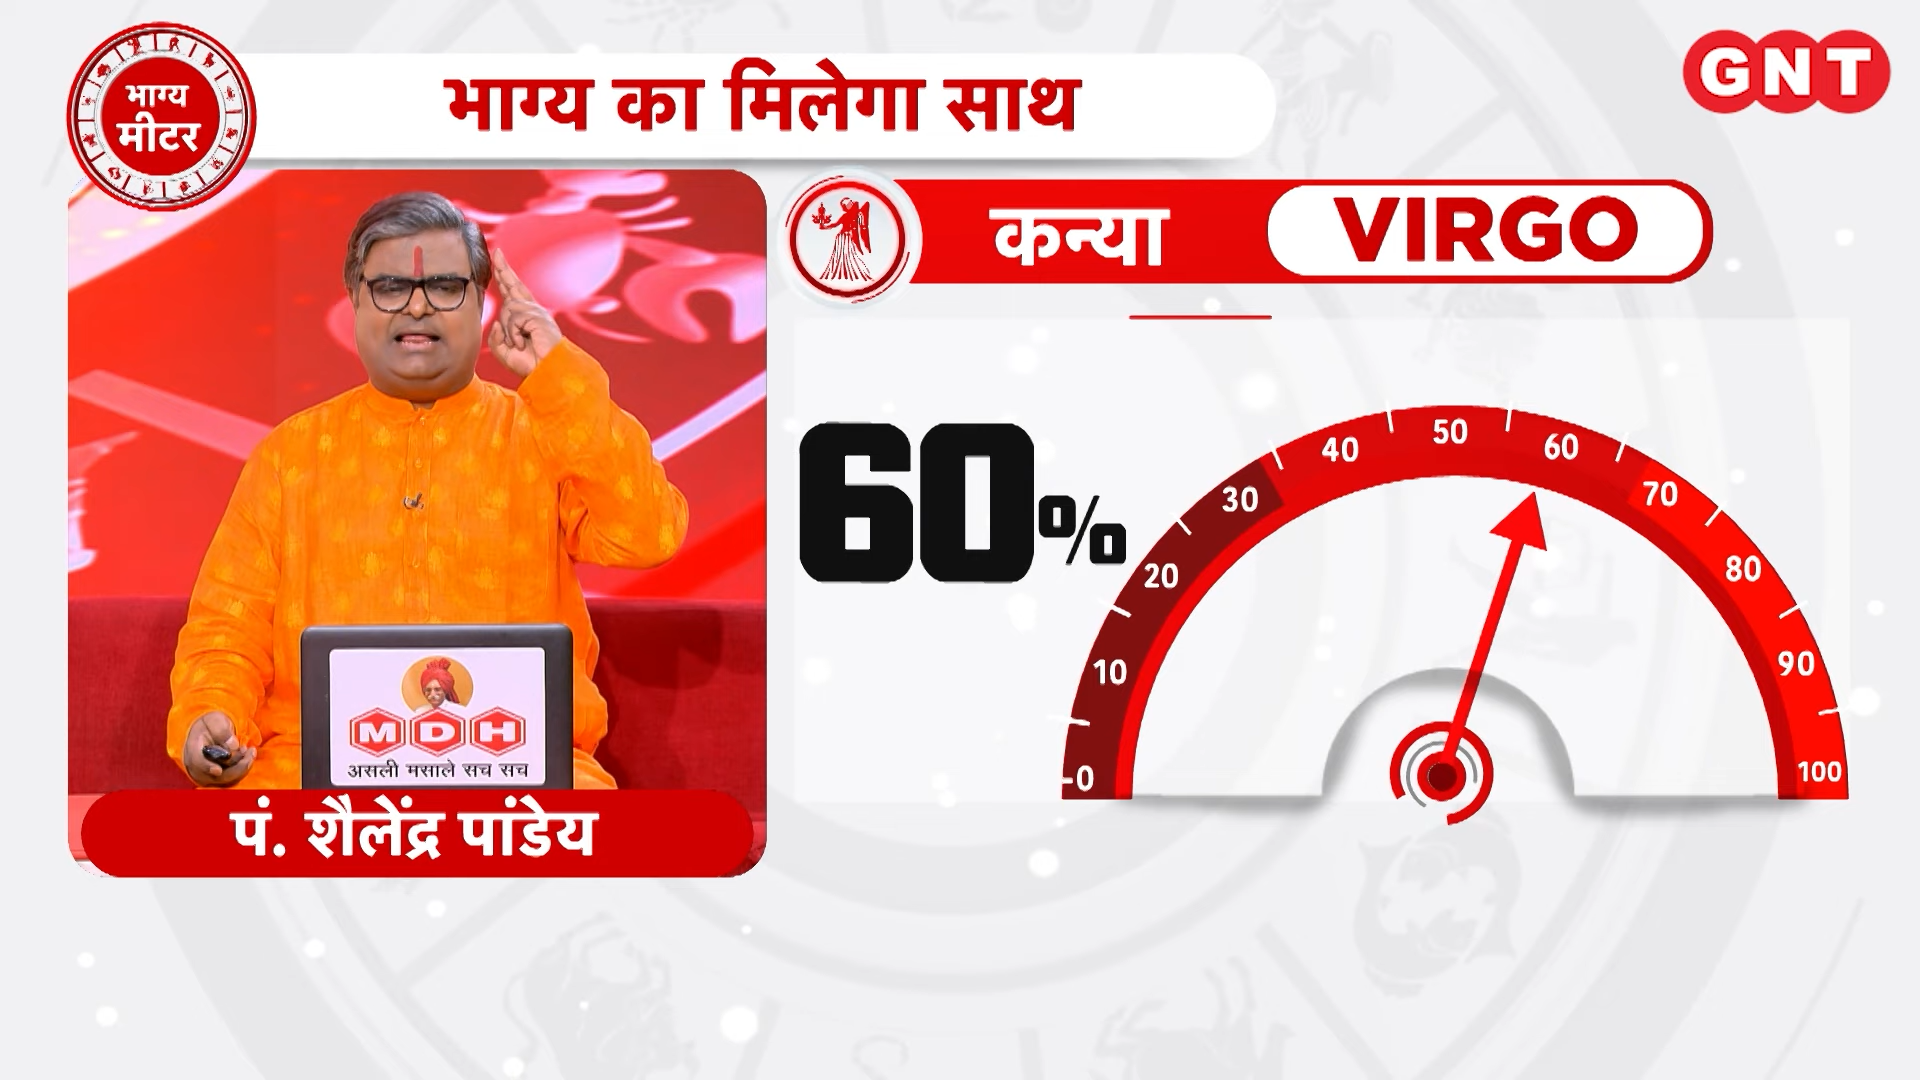 भाग्य
मीटर
भाग्य का मिलेगा साथ
GNT
कन्या
VIRGO
60%
0
10
20
30
40
50
60
70
80
90
100
MDH
असली मसाले सच सच
पं. शैलेंद्र पांडेय